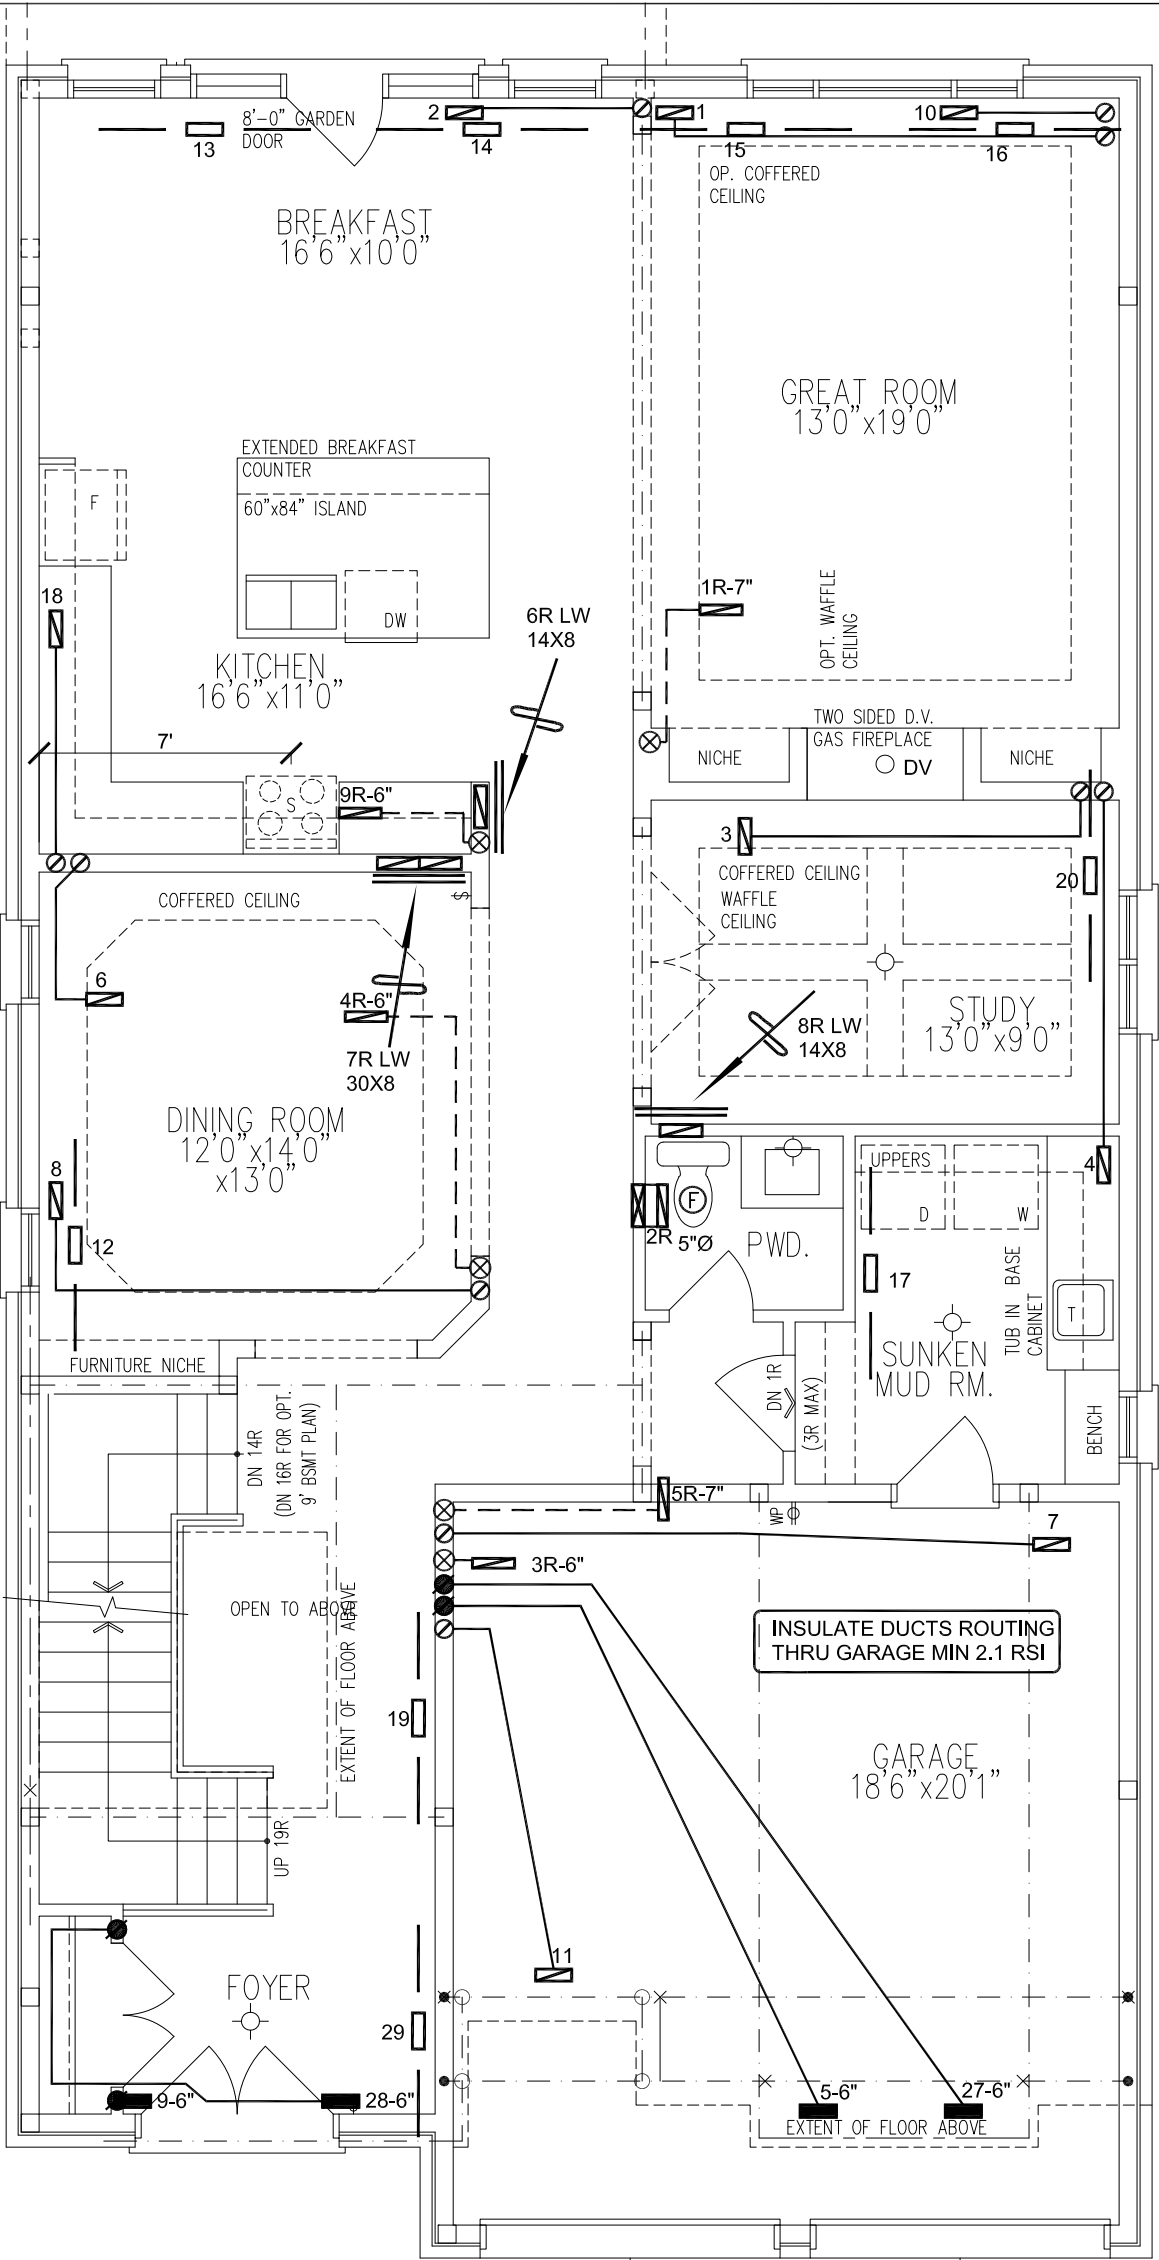 2
1
10
8'-0" GARDEN
DOOR
13
14
15
16
OP. COFFERED
CEILING
BREAKFAST
16'6"x10'0"
GREAT ROOM
13'0"x19'0"
EXTENDED BREAKFAST
COUNTER
60"x84" ISLAND
F
DW
18
1R-7"
OPT. WAFFLE
CEILING
6R LW
14X8
KITCHEN
16'6"x11'0"
7'
TWO SIDED D.V.
GAS FIREPLACE
NICHE
DV
NICHE
S
9R-6"
3
COFFERED CEILING
WAFFLE
CEILING
20
COFFERED CEILING
S
6
4R-6"
7R LW
30X8
8R LW
14X8
STUDY
13'0"x9'0"
DINING ROOM
12'0"x14'0"
x13'0"
8
12
UPPERS
4
F
D
W
2R 5"Ø
PWD.
17
TUB IN BASE
CABINET
T
SUNKEN
MUD RM.
FURNITURE NICHE
DN 1R
(3R MAX)
BENCH
DN 14R
(DN 16R FOR OPT.
9' BSMT PLAN)
5R-7"
WP
7
3R-6"
OPEN TO ABOVE
EXTENT OF FLOOR ABOVE
INSULATE DUCTS ROUTING
THRU GARAGE MIN 2.1 RSI
19
GARAGE
18'6"x20'1"
UP 19R
11
FOYER
29
9-6"
28-6"
5-6"
27-6"
EXTENT OF FLOOR ABOVE